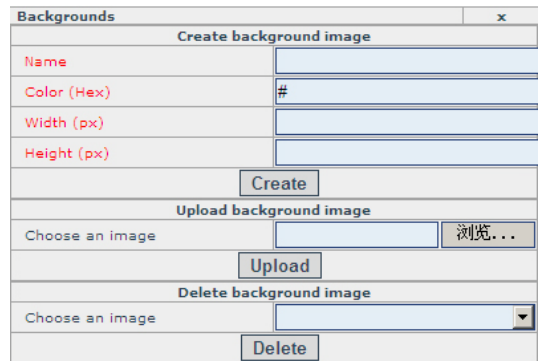 Backgrounds x
Create background image
Name
Color (Hex) #
Width (px)
Height (px)
Create
Upload background image
Choose an image 浏览...
Upload
Delete background image
Choose an image
Delete